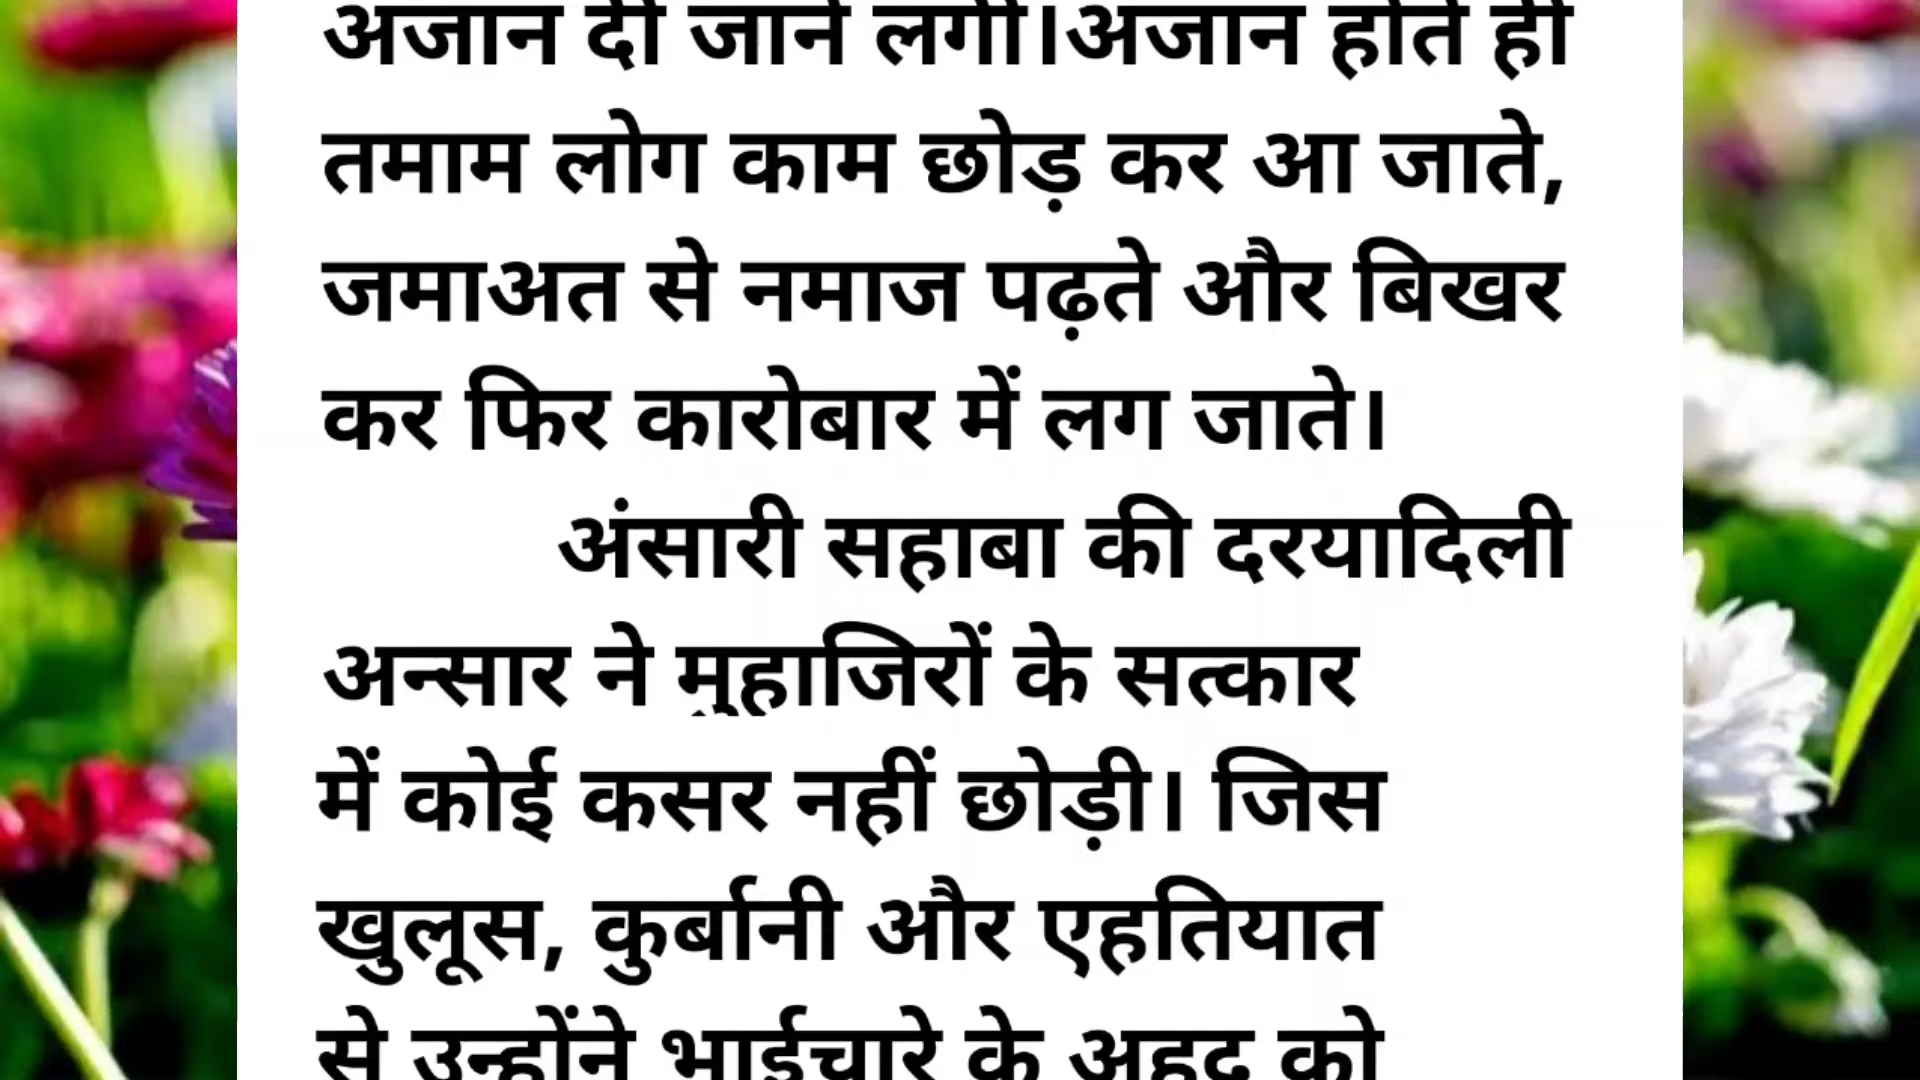 अजान दी जाने लगी।अजान होते ही
तमाम लोग काम छोड़ कर आ जाते,
जमाअत से नमाज पढ़ते और बिखर
कर फिर कारोबार में लग जाते।
अंसारी सहाबा की दरयादिली
अन्सार ने मुहाजिरों के सत्कार
में कोई कसर नहीं छोड़ी। जिस
खुलूस, कुर्बानी और एहतियात
से उन्होंने भाईचारे के अहद को